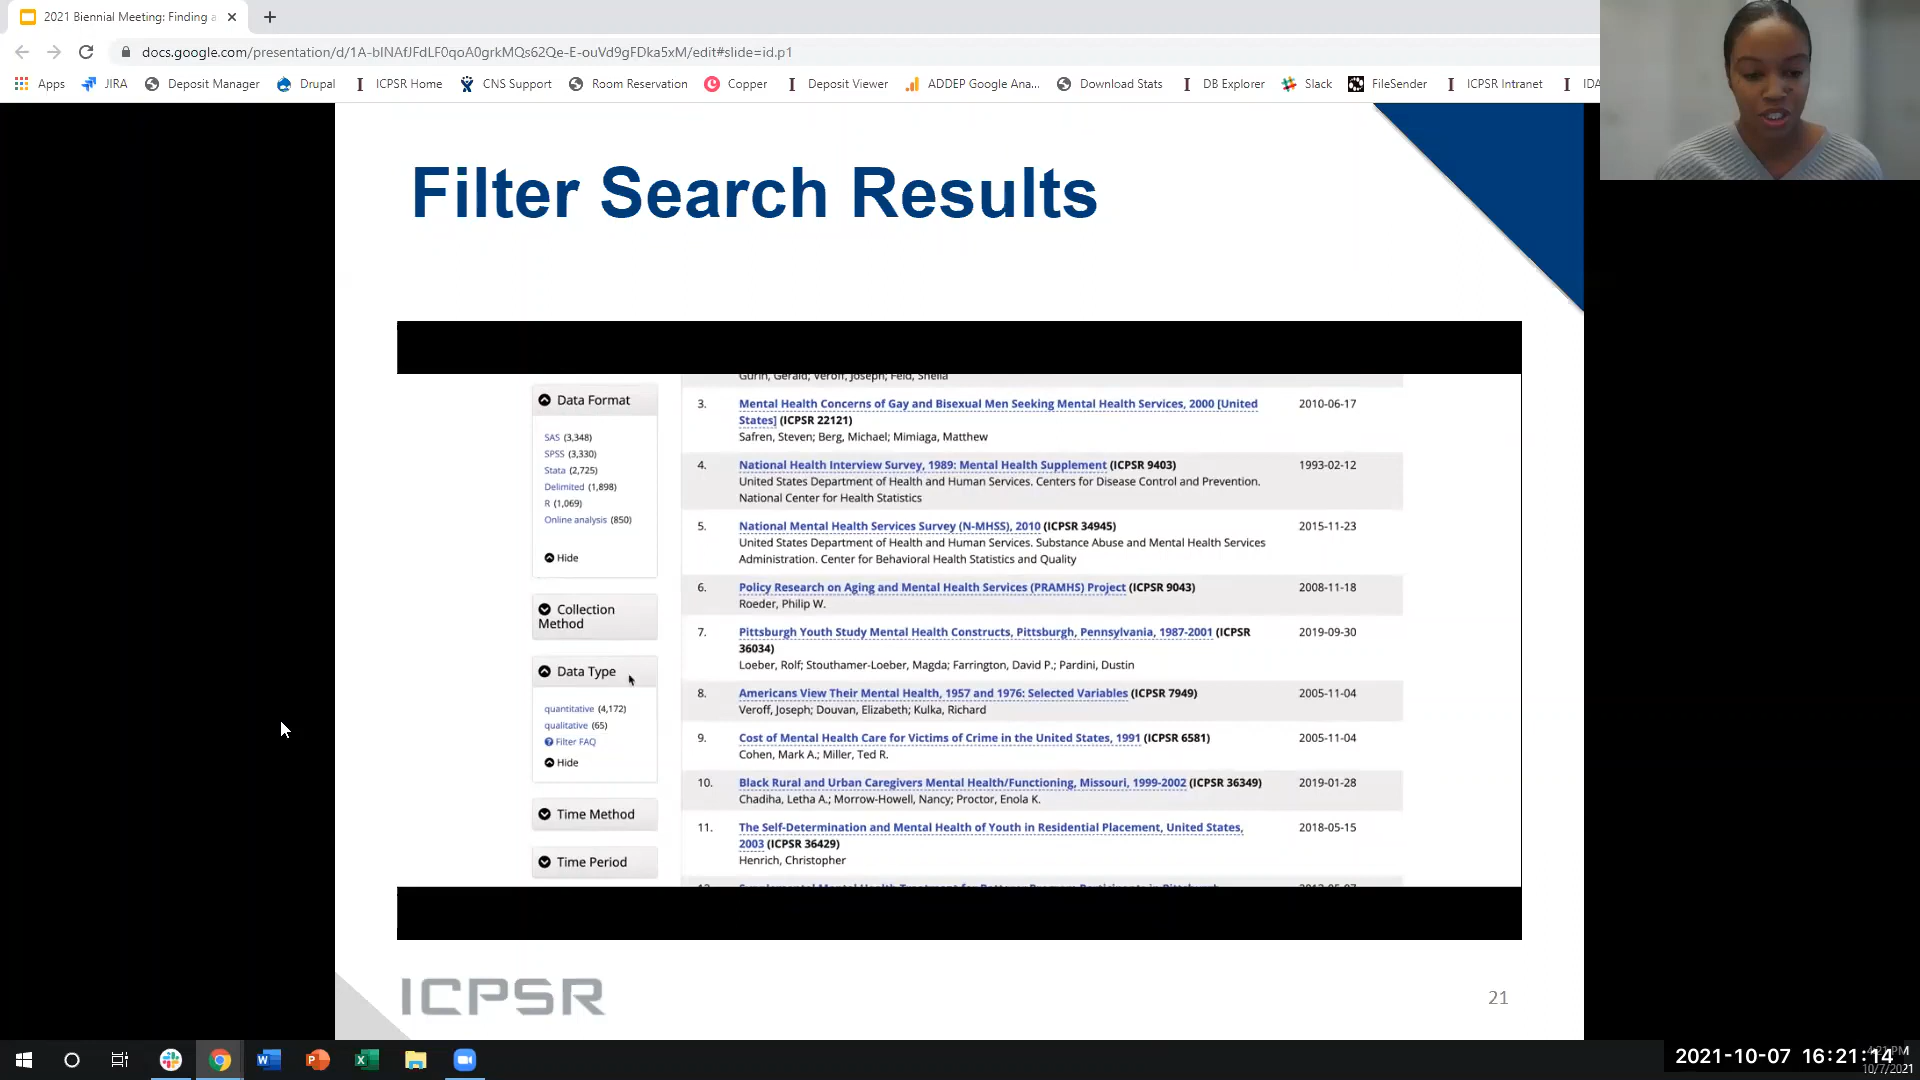 2021 Biennial Meeting: Finding a
docs.google.com/presentation/d/1A-bINAfJFdLF0qoA0grkMQs62Qe-E-ouVd9gFDka5xM/edit#slide=id.p1
Apps JIRA Deposit Manager Drupal ICPSR Home CNS Support Room Reservation Copper Deposit Viewer ADDEP Google Ana... Download Stats DB Explorer Slack FileSender ICPSR Intranet IDA
Filter Search Results
Data Format
SAS (3,348)
SPSS (3,330)
Stata (2,725)
Delimited (1,898)
R (1,069)
Online analysis (850)
Hide
Collection
Method
Data Type
quantitative (4,172)
qualitative (65)
Filter FAQ
Hide
Time Method
Time Period
Gurin, Gerald; Veroff, Joseph; Feld, Sheila
3. Mental Health Concerns of Gay and Bisexual Men Seeking Mental Health Services, 2000 [United 2010-06-17
States] (ICPSR 22121)
Safren, Steven; Berg, Michael; Mimiaga, Matthew
4. National Health Interview Survey, 1989: Mental Health Supplement (ICPSR 9403) 1993-02-12
United States Department of Health and Human Services. Centers for Disease Control and Prevention.
National Center for Health Statistics
5. National Mental Health Services Survey (N-MHSS), 2010 (ICPSR 34945) 2015-11-23
United States Department of Health and Human Services. Substance Abuse and Mental Health Services
Administration. Center for Behavioral Health Statistics and Quality
6. Policy Research on Aging and Mental Health Services (PRAMHS) Project (ICPSR 9043) 2008-11-18
Roeder, Philip W.
7. Pittsburgh Youth Study Mental Health Constructs, Pittsburgh, Pennsylvania, 1987-2001 (ICPSR 2019-09-30
36034)
Loeber, Rolf; Stouthamer-Loeber, Magda; Farrington, David P.; Pardini, Dustin
8. Americans View Their Mental Health, 1957 and 1976: Selected Variables (ICPSR 7949) 2005-11-04
Veroff, Joseph; Douvan, Elizabeth; Kulka, Richard
9. Cost of Mental Health Care for Victims of Crime in the United States, 1991 (ICPSR 6581) 2005-11-04
Cohen, Mark A.; Miller, Ted R.
10. Black Rural and Urban Caregivers Mental Health/Functioning, Missouri, 1999-2002 (ICPSR 36349) 2019-01-28
Chadiha, Letha A.; Morrow-Howell, Nancy; Proctor, Enola K.
11. The Self-Determination and Mental Health of Youth in Residential Placement, United States, 2018-05-15
2003 (ICPSR 36429)
Henrich, Christopher
ICPSR
21
2021-10-07 16:21:14
10/7/2021